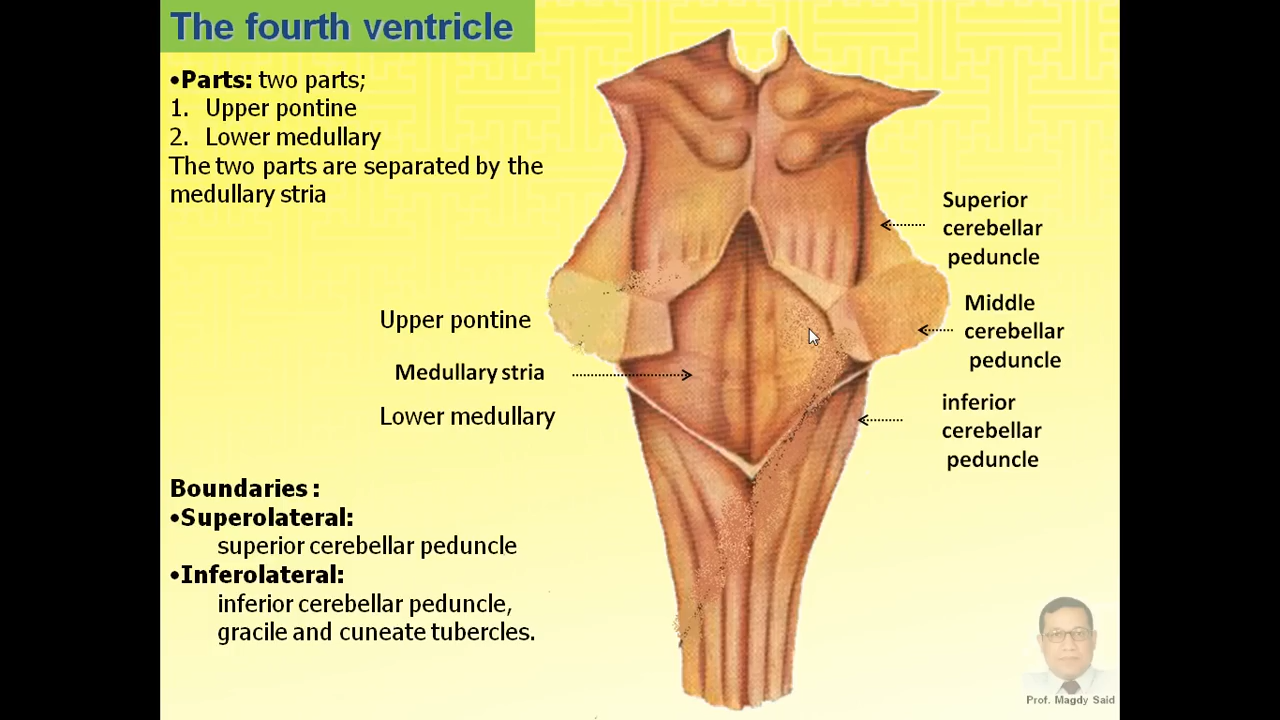 The fourth ventricle
•Parts: two parts;
1. Upper pontine
2. Lower medullary
The two parts are separated by the
medullary stria
Superior
cerebellar
peduncle
Upper pontine
Middle
cerebellar
peduncle
Medullary stria
Lower medullary
inferior
cerebellar
peduncle
Boundaries :
•Superolateral:
superior cerebellar peduncle
•Inferolateral:
inferior cerebellar peduncle,
gracile and cuneate tubercles.
Prof. Magdy Said